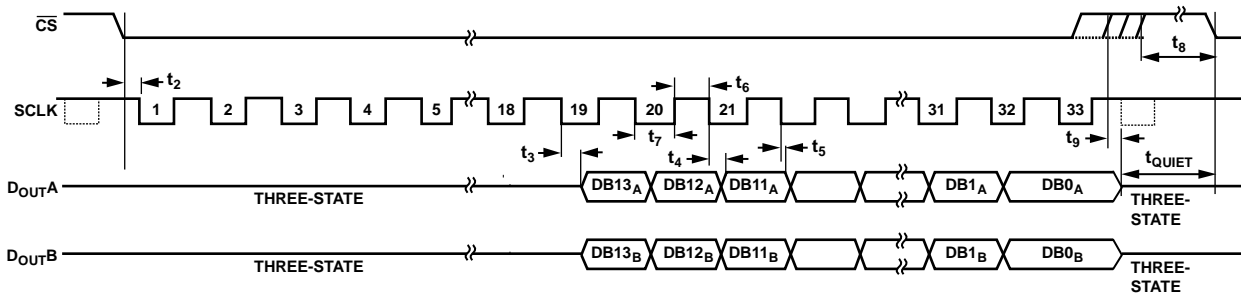 CS
t8
t2
t6
SCLK
1 2 3 4 5 18 19 20 21 31 32 33
t3
t7
t4
t5
t9
tQUIET
DOUTA
THREE-STATE
DB13A DB12A DB11A DB1A DB0A
THREE-
STATE
DOUTB
THREE-STATE
DB13B DB12B DB11B DB1B DB0B
THREE-
STATE